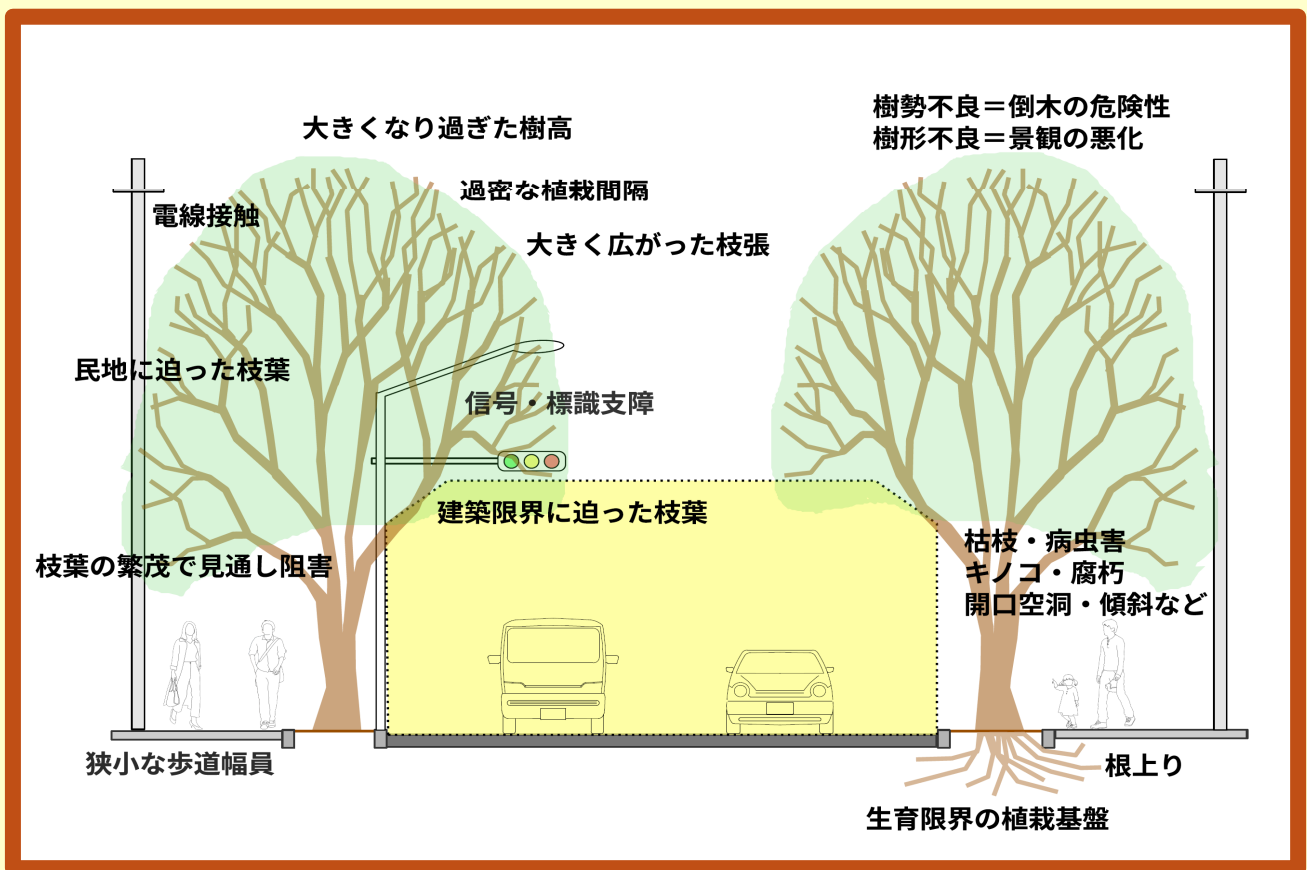 大きくなり過ぎた樹高
樹勢不良＝倒木の危険性
樹形不良＝景観の悪化
過密な植栽間隔
電線接触
大きく広がった枝張
民地に迫った枝葉
信号・標識支障
建築限界に迫った枝葉
枝葉の繁茂で見通し阻害
枯枝・病虫害
キノコ・腐朽
開口空洞・傾斜など
狭小な歩道幅員
根上り
生育限界の植栽基盤